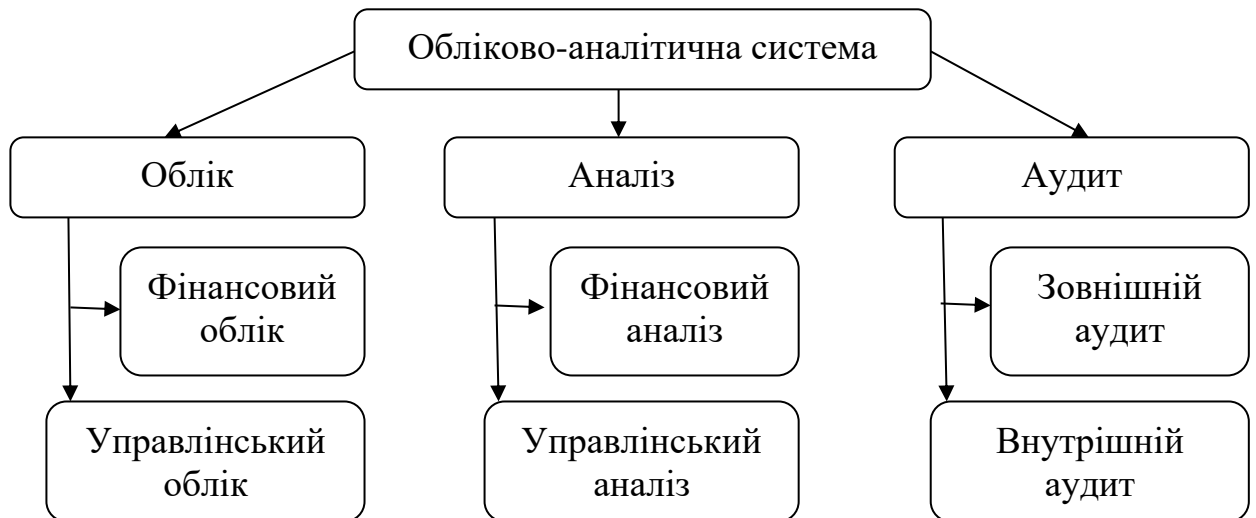 Обліково-аналітична система
Облік
Аналіз
Аудит
Фінансовий
облік
Фінансовий
аналіз
Зовнішній
аудит
Управлінський
облік
Управлінський
аналіз
Внутрішній
аудит